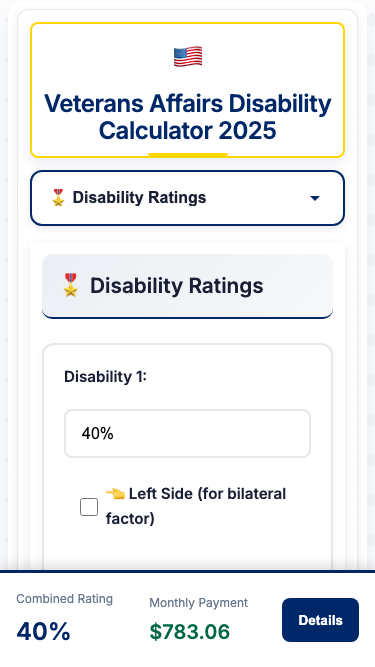 Veterans Affairs Disability
Calculator 2025
Disability Ratings
Disability Ratings
Disability 1:
40%
Left Side (for bilateral
factor)
Combined Rating
40%
Monthly Payment
$783.06
Details